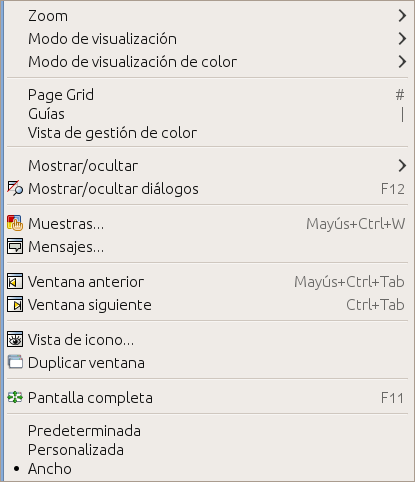 Zoom
Modo de visualización
Modo de visualización de color
Page Grid #
Guías |
Vista de gestión de color
Mostrar/ocultar
Mostrar/ocultar diálogos F12
Muestras... Mayús+Ctrl+W
Mensajes...
Ventana anterior Mayús+Ctrl+Tab
Ventana siguiente Ctrl+Tab
Vista de icono...
Duplicar ventana
Pantalla completa F11
Predeterminada
Personalizada
Ancho